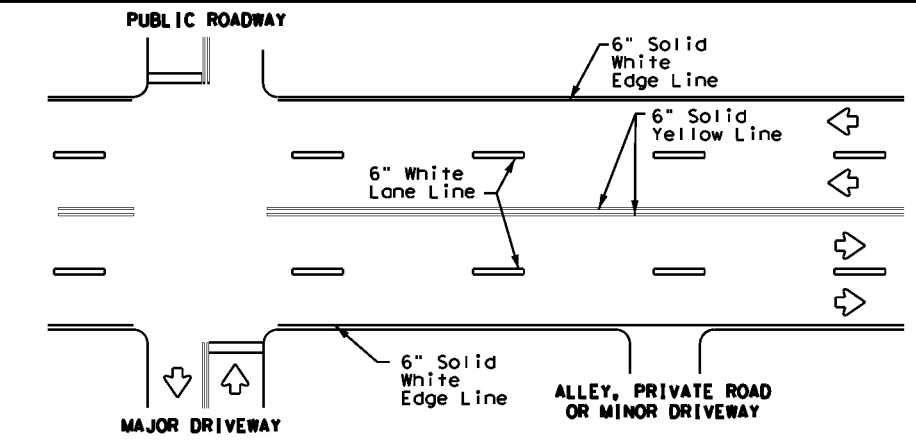 PUBLIC ROADWAY
6" Solid
White
Edge Line
6" Solid
Yellow Line
6" White
Lane Line
6" Solid
White
Edge Line
ALLEY, PRIVATE ROAD
OR MINOR DRIVEWAY
MAJOR DRIVEWAY